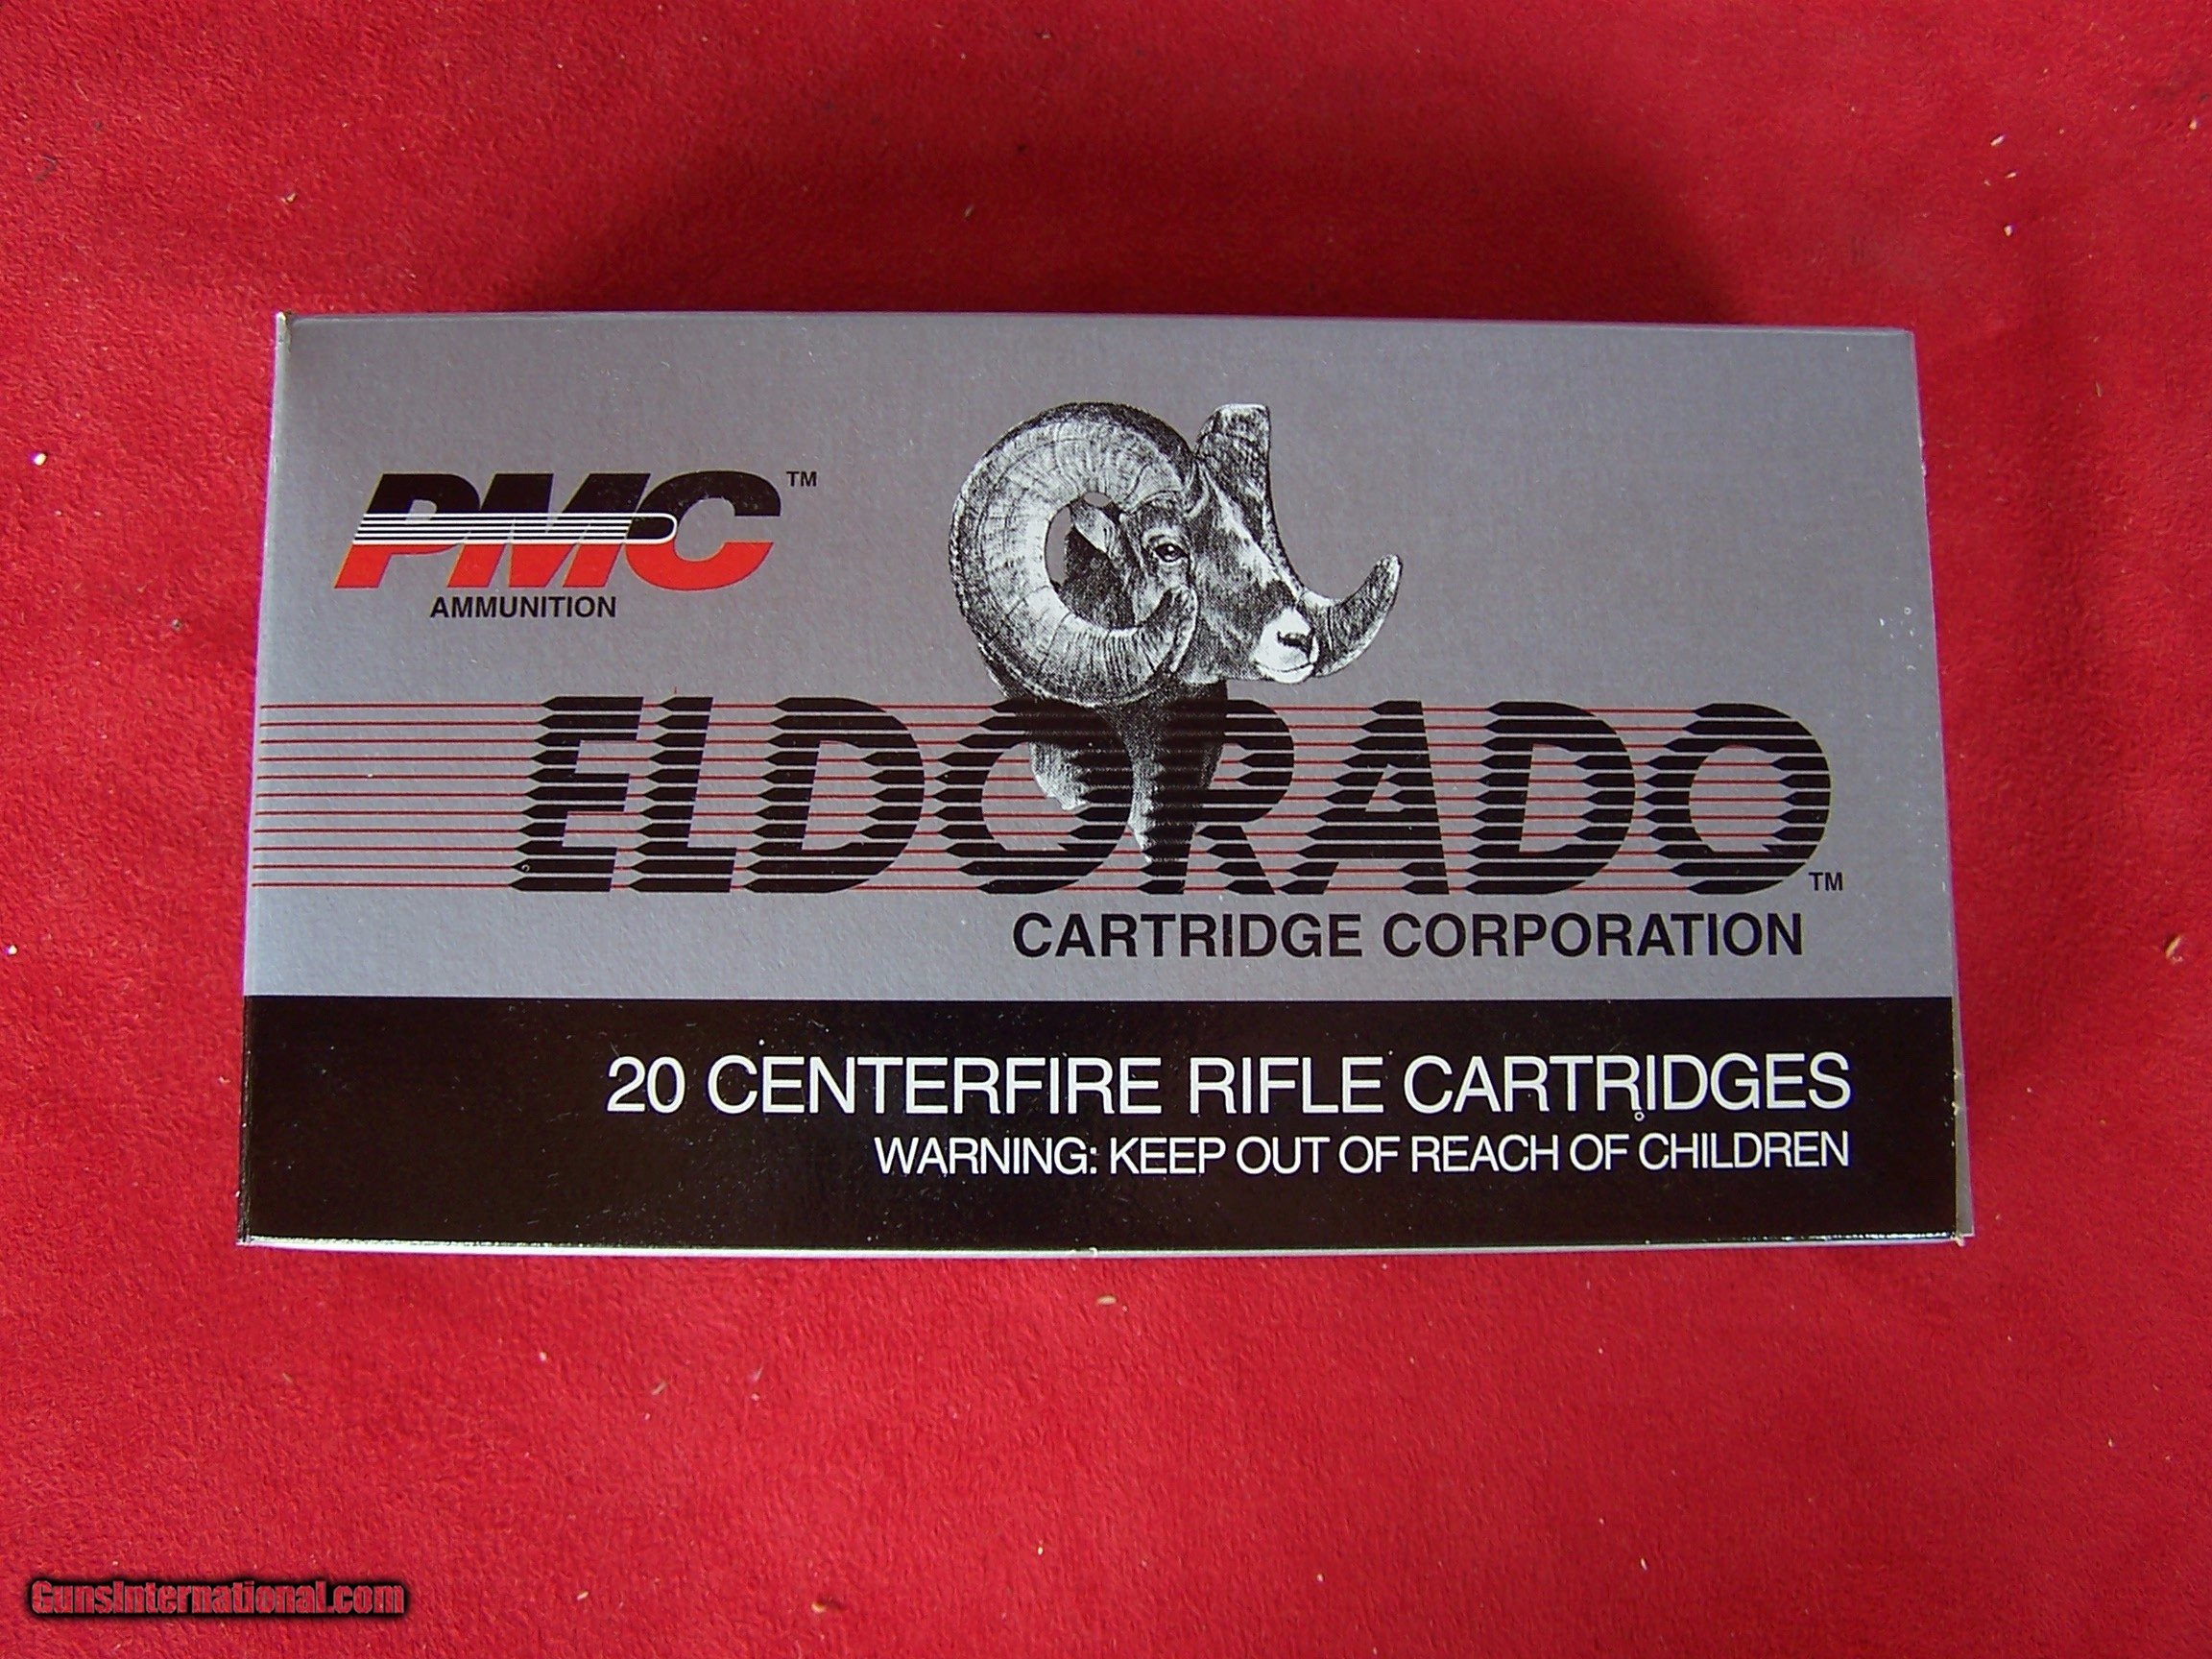 PMC™
AMMUNITION
ELDORADO™
CARTRIDGE CORPORATION
20 CENTERFIRE RIFLE CARTRIDGES
WARNING: KEEP OUT OF REACH OF CHILDREN
GunsInternational.com